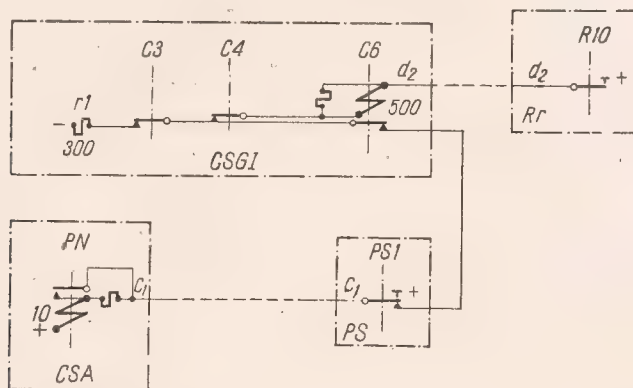 C3 C4 C6 R10
d₂ d₂ +
r1
- 300 500
CSGI Rr
PN PS1
C₁ C₁ +
10
+
PS
CSA